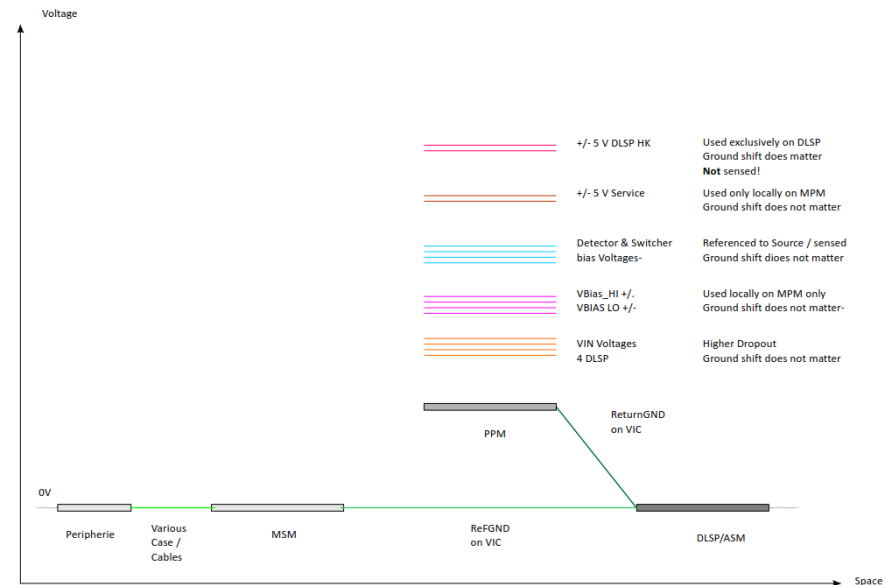 Voltage
+/- 5 V DLSP HK
Used exclusively on DLSP
Ground shift does matter
Not sensed!
+/- 5 V Service
Used only locally on MPM
Ground shift does not matter
Detector & Switcher
bias Voltages-
Referenced to Source / sensed
Ground shift dioes not matter
VBias_HI +/.
VBIAS LO +/-
Used locally on MPM only
Ground shift does not matter-
VIN Voltages
4 DLSP
Higher Dropout
Ground shift does not matter
PPM
ReturnGND
on VIC
0V
Peripherie
Various
Case /
Cables
MSM
ReFGND
on VIC
DLSP/ASM
Space